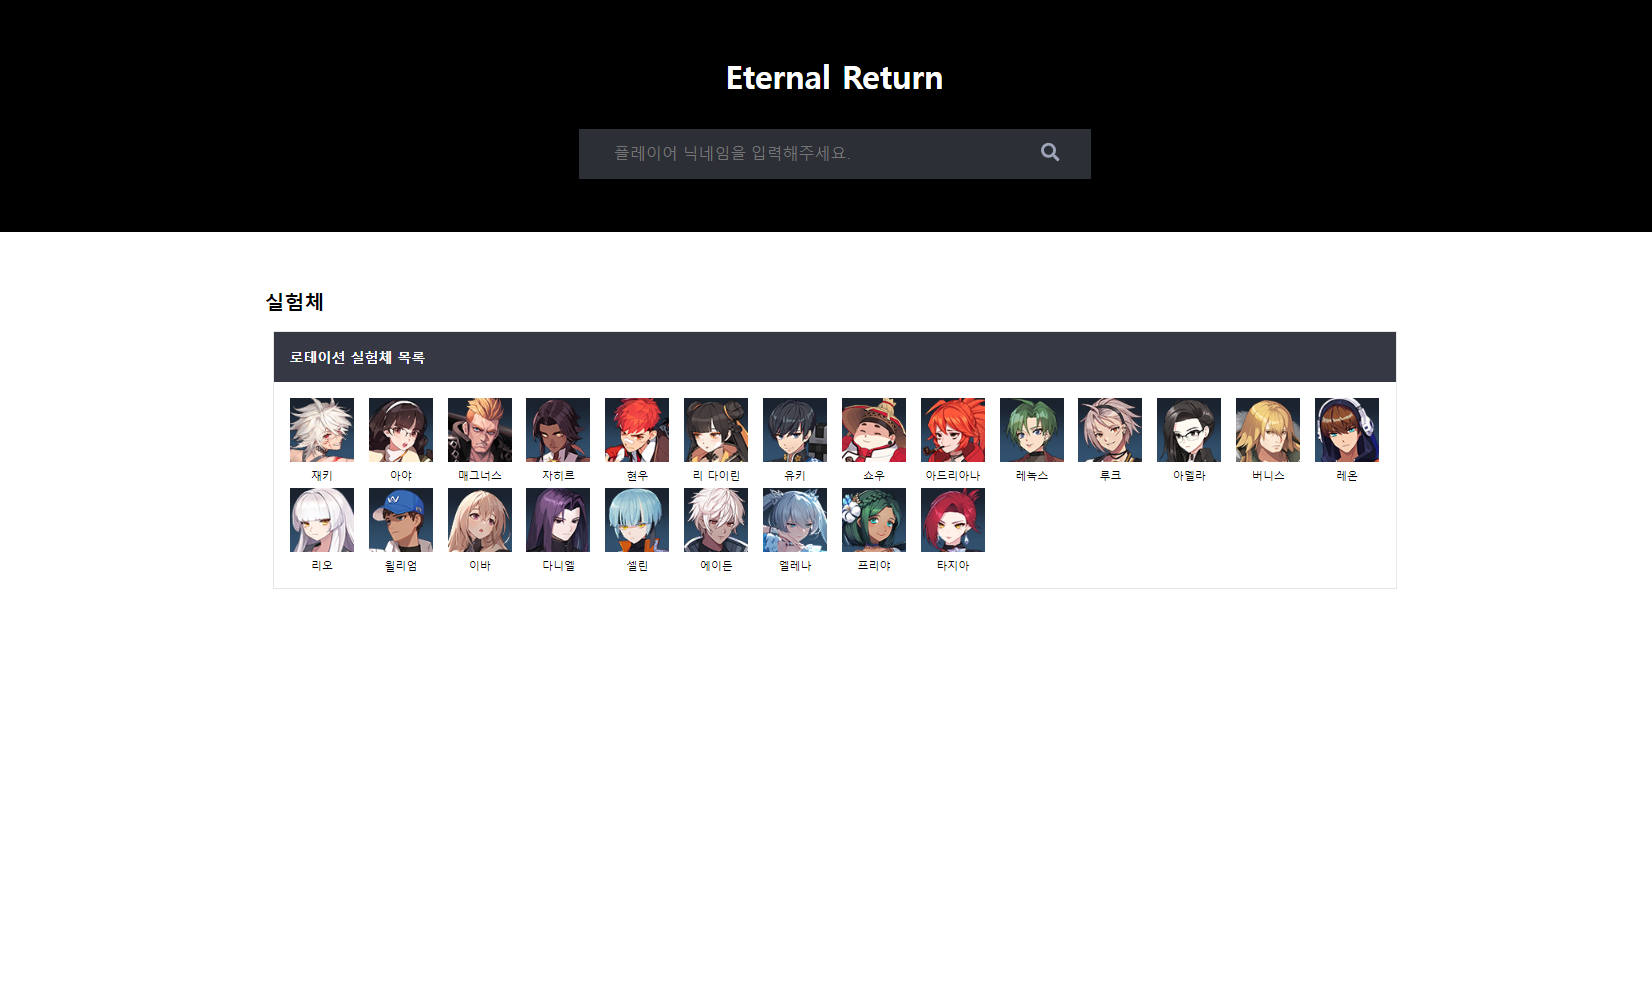 Eternal Return
플레이어 닉네임을 입력해주세요.
실험체
로테이션 실험체 목록
재키 아야 매그너스 자히르 현우 리 다이린 유키 쇼우 아드리아나 레녹스 루크 아델라 버니스 레온
리오 윌리엄 이바 다니엘 셀린 에이든 엘레나 프리야 타지아